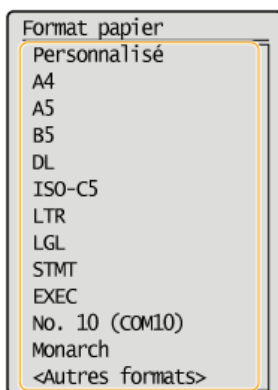 Format papier
Personnalisé
A4
A5
B5
DL
ISO-C5
LTR
LGL
STMT
EXEC
No. 10 (COM10)
Monarch
<Autres formats>